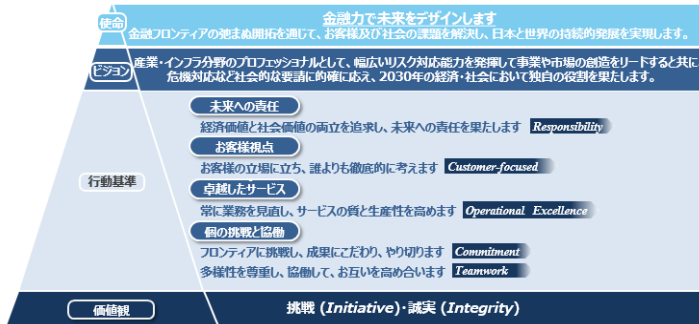 使命
金融力で未来をデザインします
金融フロンティアの弛まぬ開拓を通じて、お客様及び社会の課題を解決し、日本と世界の持続的発展を実現します。
ビジョン
産業・インフラ分野のプロフェッショナルとして、幅広いリスク対応能力を発揮して事業や市場の創造をリードすると共に
危機対応など社会的な要請に的確に応え、2030年の経済・社会において独自の役割を果たします。
行動基準
未来への責任
経済価値と社会価値の両立を追求し、未来への責任を果たします Responsibility
お客様視点
お客様の立場に立ち、誰よりも徹底的に考えます Customer-focused
卓越したサービス
常に業務を見直し、サービスの質と生産性を高めます Operational Excellence
個の挑戦と協働
フロンティアに挑戦し、成果にこだわり、やり切ります Commitment
多様性を尊重し、協働して、お互いを高め合います Teamwork
価値観
挑戦 (Initiative)・誠実 (Integrity)